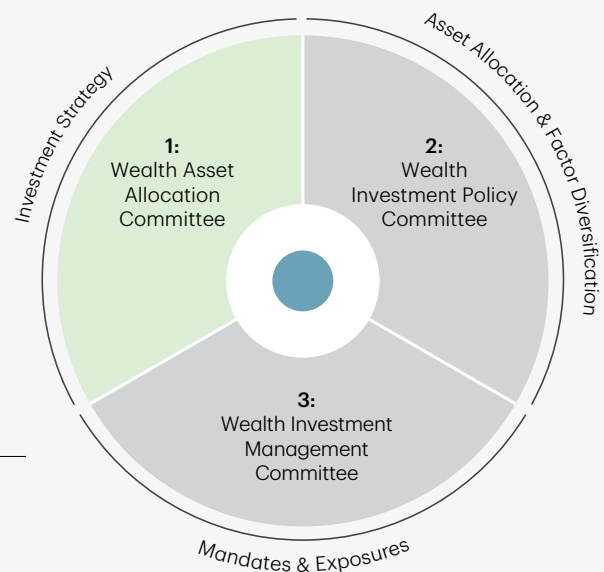 Investment Strategy
Asset Allocation & Factor Diversification
1:
Wealth Asset
Allocation
Committee
2:
Wealth
Investment Policy
Committee
3:
Wealth Investment
Management
Committee
Mandates & Exposures